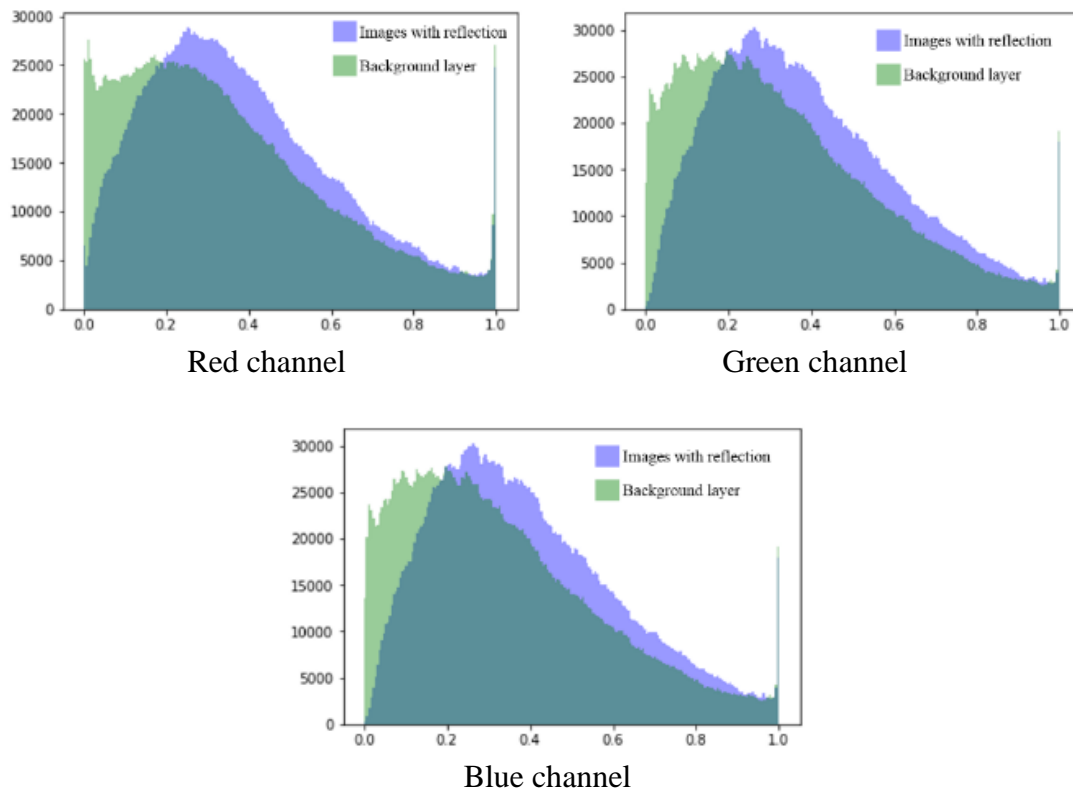 30000
25000
20000
15000
10000
5000
0
0.0 0.2 0.4 0.6 0.8 1.0
Images with reflection
Background layer
Red channel
30000
25000
20000
15000
10000
5000
0
0.0 0.2 0.4 0.6 0.8 1.0
Images with reflection
Background layer
Green channel
30000
25000
20000
15000
10000
5000
0
0.0 0.2 0.4 0.6 0.8 1.0
Images with reflection
Background layer
Blue channel